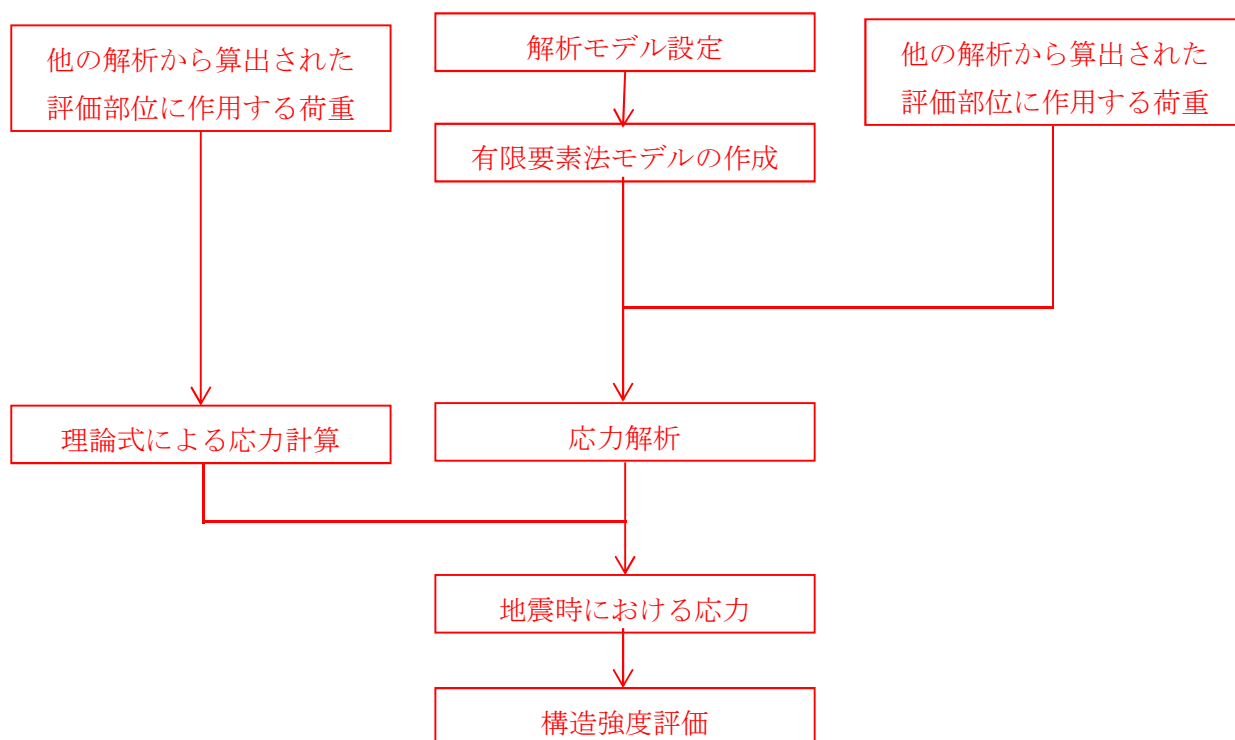 他の解析から算出された
評価部位に作用する荷重
解析モデル設定
他の解析から算出された
評価部位に作用する荷重
有限要素法モデルの作成
理論式による応力計算
応力解析
地震時における応力
構造強度評価